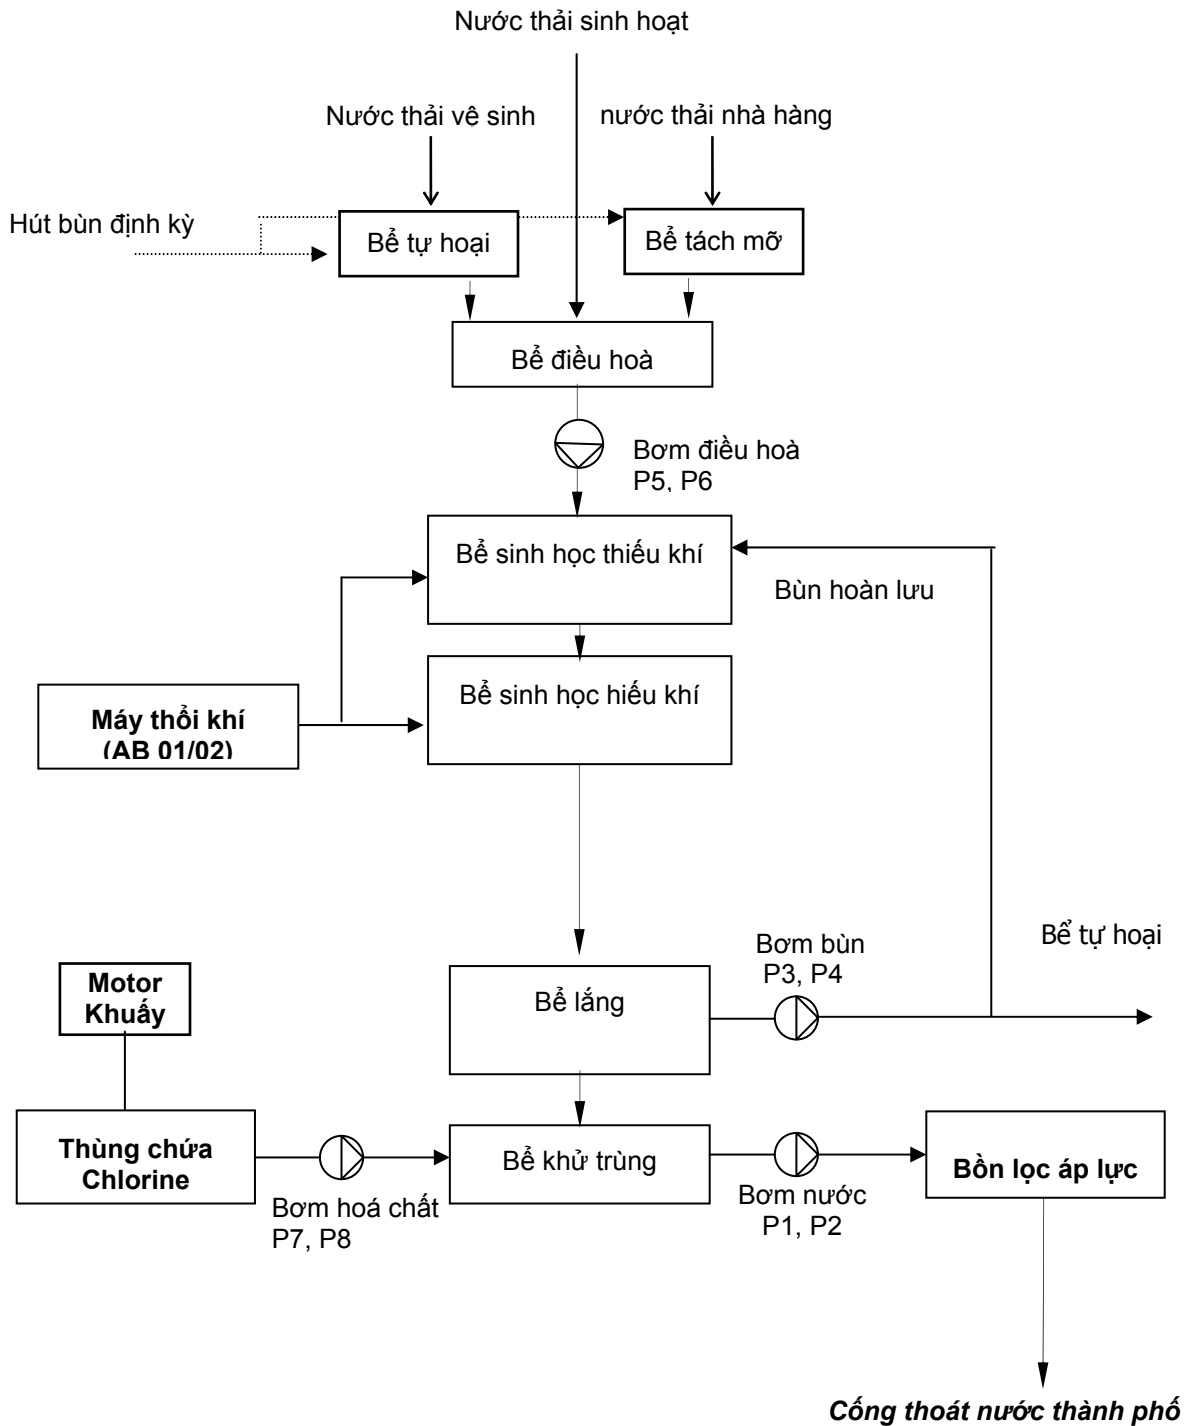 Nước thải sinh hoạt
Nước thải vệ sinh
nước thải nhà hàng
Hút bùn định kỳ
Bể tự hoại
Bể tách mỡ
Bể điều hoà
Bơm điều hoà
P5, P6
Bể sinh học thiếu khí
Bùn hoàn lưu
Bể sinh học hiếu khí
Máy thổi khí
(AB 01/02)
Bơm bùn
P3, P4
Bể tự hoại
Motor
Khuấy
Bể lắng
Thùng chứa
Chlorine
Bơm hoá chất
P7, P8
Bể khử trùng
Bơm nước
P1, P2
Bồn lọc áp lực
Cống thoát nước thành phố